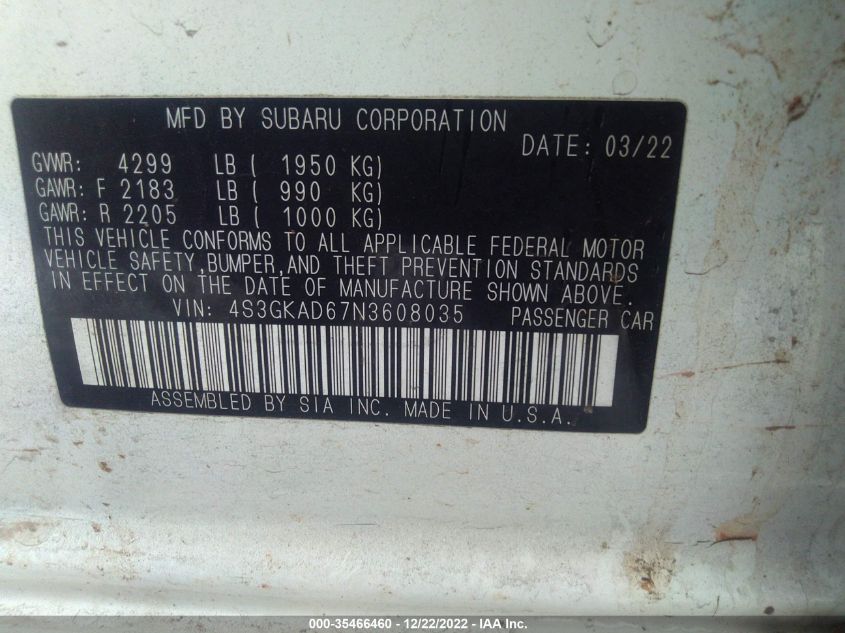 MFD BY SUBARU CORPORATION
DATE: 03/22
GVWR: 4299 LB ( 1950 KG)
GAWR: F 2183 LB ( 990 KG)
GAWR: R 2205 LB ( 1000 KG)
THIS VEHICLE CONFORMS TO ALL APPLICABLE FEDERAL MOTOR
VEHICLE SAFETY,BUMPER,AND THEFT PREVENTION STANDARDS
IN EFFECT ON THE DATE OF MANUFACTURE SHOWN ABOVE.
VIN: 4S3GKAD67N3608035 PASSENGER CAR
ASSEMBLED BY SIA INC. MADE IN U.S.A.
000-35466460 - 12/22/2022 - IAA Inc.